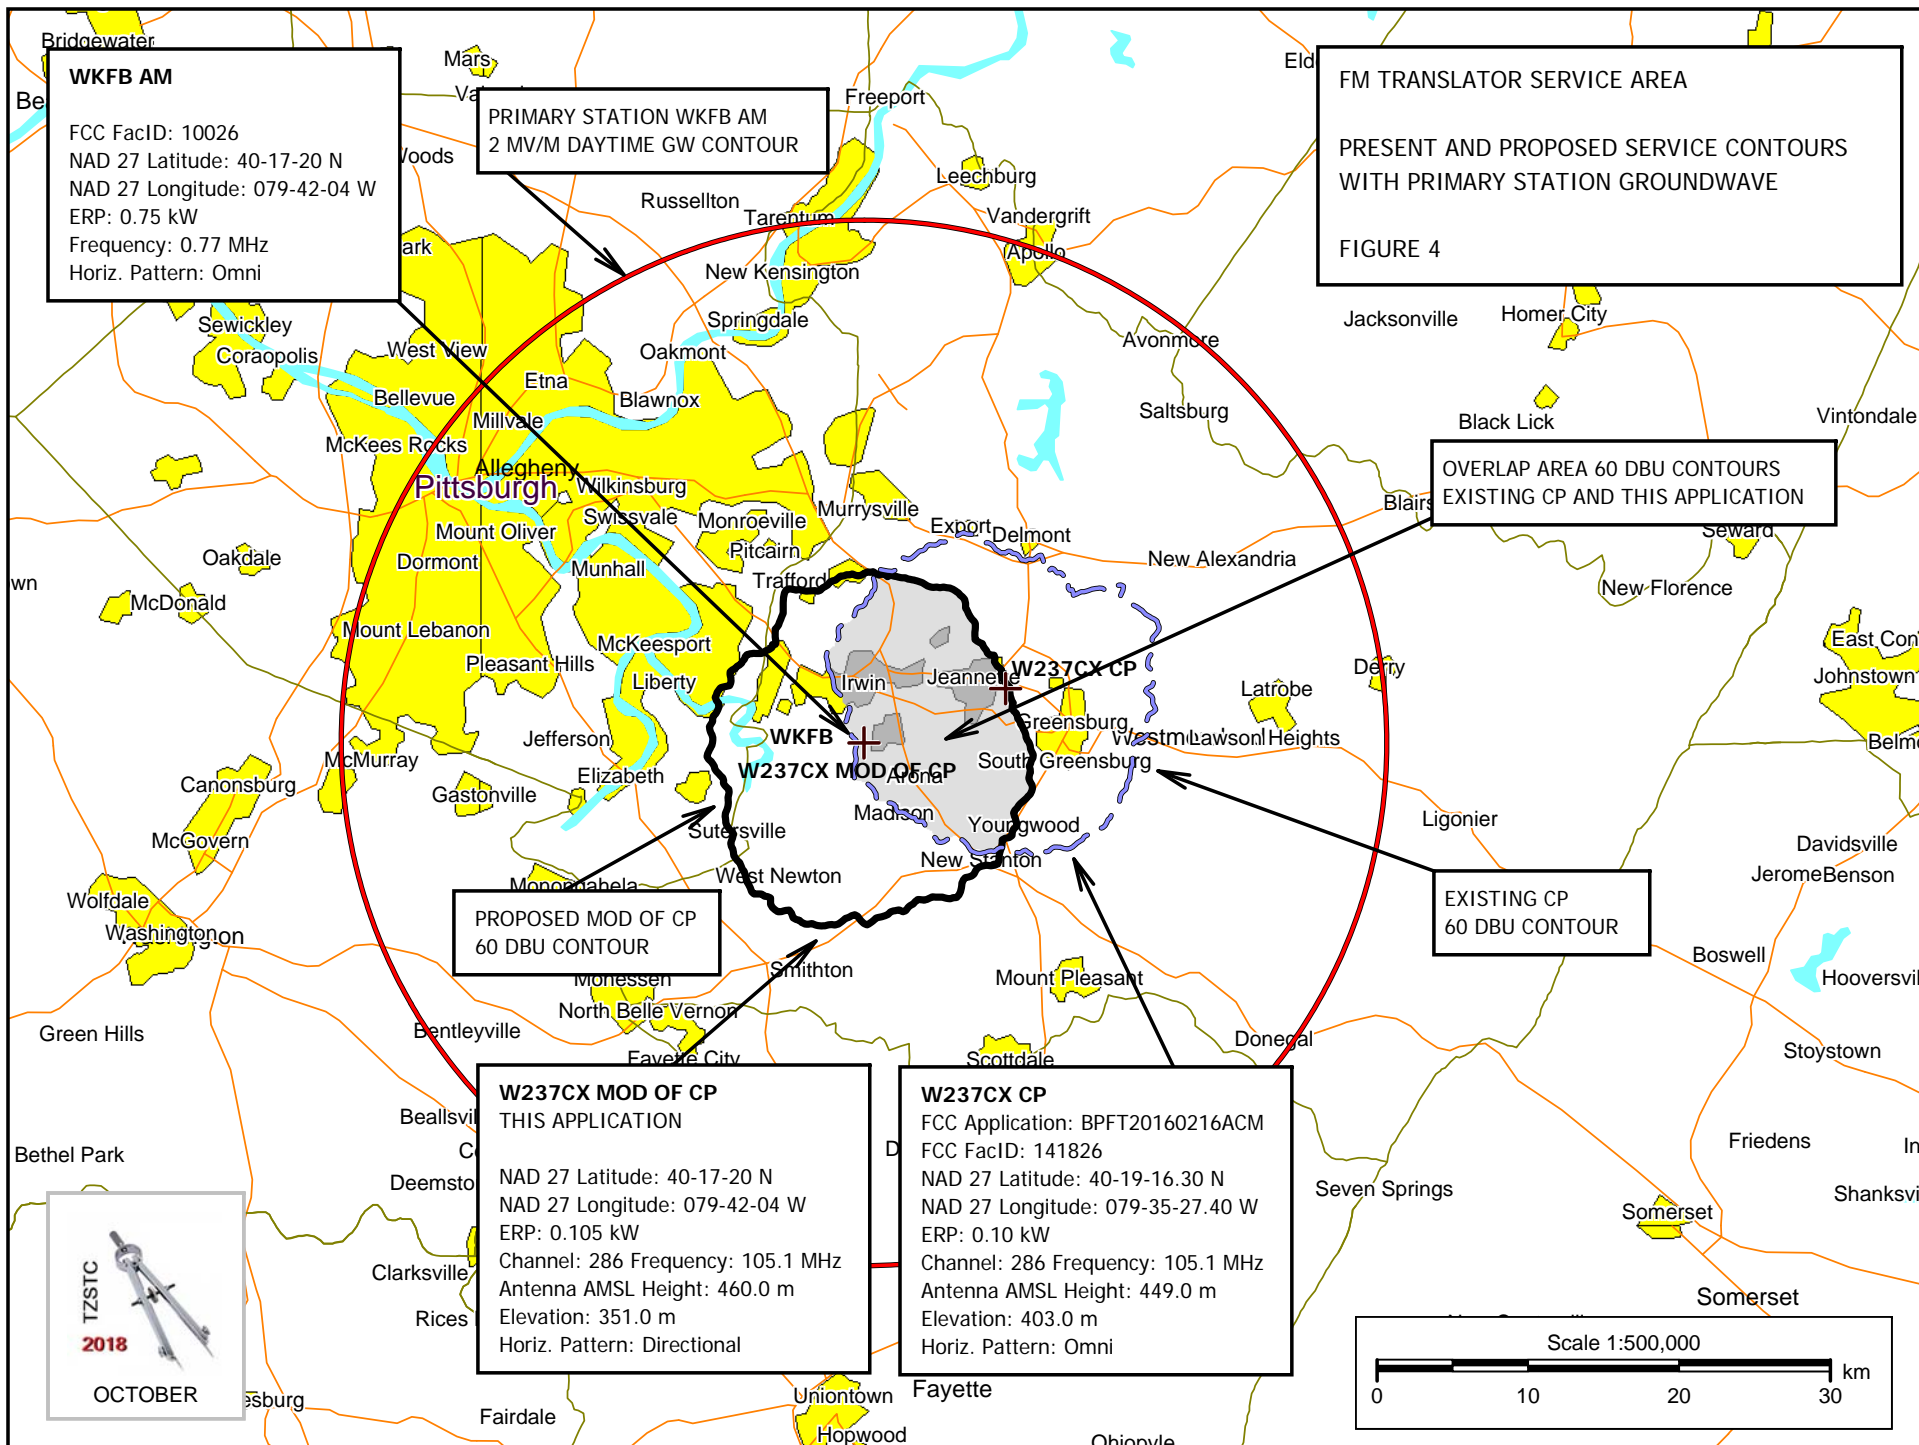 WKFB AM
FCC FacID: 10026
NAD 27 Latitude: 40-17-20 N
NAD 27 Longitude: 079-42-04 W
ERP: 0.75 kW
Frequency: 0.77 MHz
Horiz. Pattern: Omni
PRIMARY STATION WKFB AM
2 MV/M DAYTIME GW CONTOUR
FM TRANSLATOR SERVICE AREA
PRESENT AND PROPOSED SERVICE CONTOURS
WITH PRIMARY STATION GROUNDWAVE
FIGURE 4
OVERLAP AREA 60 DBU CONTOURS
EXISTING CP AND THIS APPLICATION
Bridgewater
Mars
Freeport
Leechburg
Russellton
Tarentum
Vandergrift
Apollo
New Kensington
Springdale
Sewickley
Coraopolis
West View
Oakmont
Avonmore
Jacksonville
Homer City
Etna
Bellevue
Blawnox
Millvale
Saltsburg
Black Lick
Vintondale
McKees Rocks
Allegheny
Pittsburgh
Wilkinsburg
Swissvale
Monroeville
Murrysville
Mount Oliver
Pitcairn
Export
Delmont
Seward
Oakdale
Dormont
Munhall
Trafford
New Alexandria
New Florence
McDonald
Mount Lebanon
McKeesport
Pleasant Hills
Liberty
Irwin
Jeannette
W237CX CP
Derry
Latrobe
Johnstown
Jefferson
WKFB
Greensburg
Lawson Heights
McMurray
Elizabeth
W237CX MOD OF CP
Arona
South Greensburg
Canonsburg
Gastonville
Madison
Youngwood
Ligonier
McGovern
Sutersville
Davidsville
New Stanton
Jerome
Benson
Wolfdale
Monongahela
West Newton
Washington
PROPOSED MOD OF CP
60 DBU CONTOUR
EXISTING CP
60 DBU CONTOUR
Boswell
Monessen
Smithton
Mount Pleasant
North Belle Vernon
Green Hills
Bentleyville
Donegal
Fayette City
Scottdale
Stoystown
W237CX MOD OF CP
THIS APPLICATION
NAD 27 Latitude: 40-17-20 N
NAD 27 Longitude: 079-42-04 W
ERP: 0.105 kW
Channel: 286 Frequency: 105.1 MHz
Antenna AMSL Height: 460.0 m
Elevation: 351.0 m
Horiz. Pattern: Directional
W237CX CP
FCC Application: BPFT20160216ACM
FCC FacID: 141826
NAD 27 Latitude: 40-19-16.30 N
NAD 27 Longitude: 079-35-27.40 W
ERP: 0.10 kW
Channel: 286 Frequency: 105.1 MHz
Antenna AMSL Height: 449.0 m
Elevation: 403.0 m
Horiz. Pattern: Omni
Bethel Park
Friedens
Seven Springs
Somerset
Clarksville
Somerset
TZSTC
2018
OCTOBER
Scale 1:500,000
km
0 10 20 30
Fairdale
Uniontown
Fayette
Hopwood